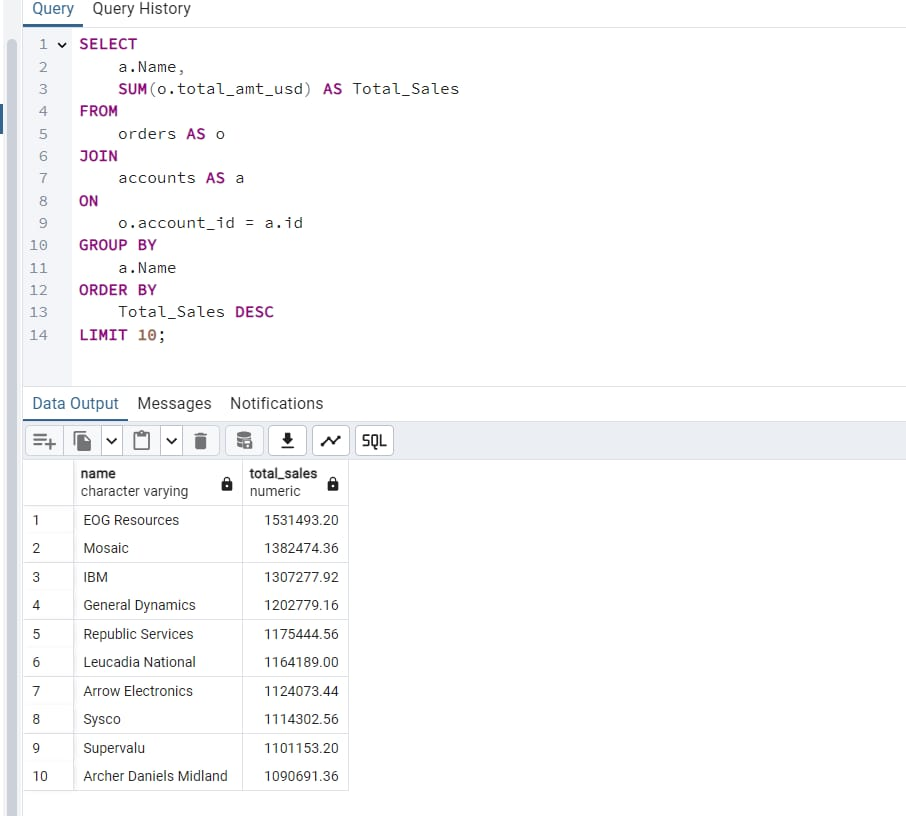 Query Query History
1 SELECT
2 a.Name,
3 SUM(o.total_amt_usd) AS Total_Sales
4 FROM
5 orders AS o
6 JOIN
7 accounts AS a
8 ON
9 o.account_id = a.id
10 GROUP BY
11 a.Name
12 ORDER BY
13 Total_Sales DESC
14 LIMIT 10;
Data Output Messages Notifications
SQL
name total_sales
character varying numeric
1 EOG Resources 1531493.20
2 Mosaic 1382474.36
3 IBM 1307277.92
4 General Dynamics 1202779.16
5 Republic Services 1175444.56
6 Leucadia National 1164189.00
7 Arrow Electronics 1124073.44
8 Sysco 1114302.56
9 Supervalu 1101153.20
10 Archer Daniels Midland 1090691.36